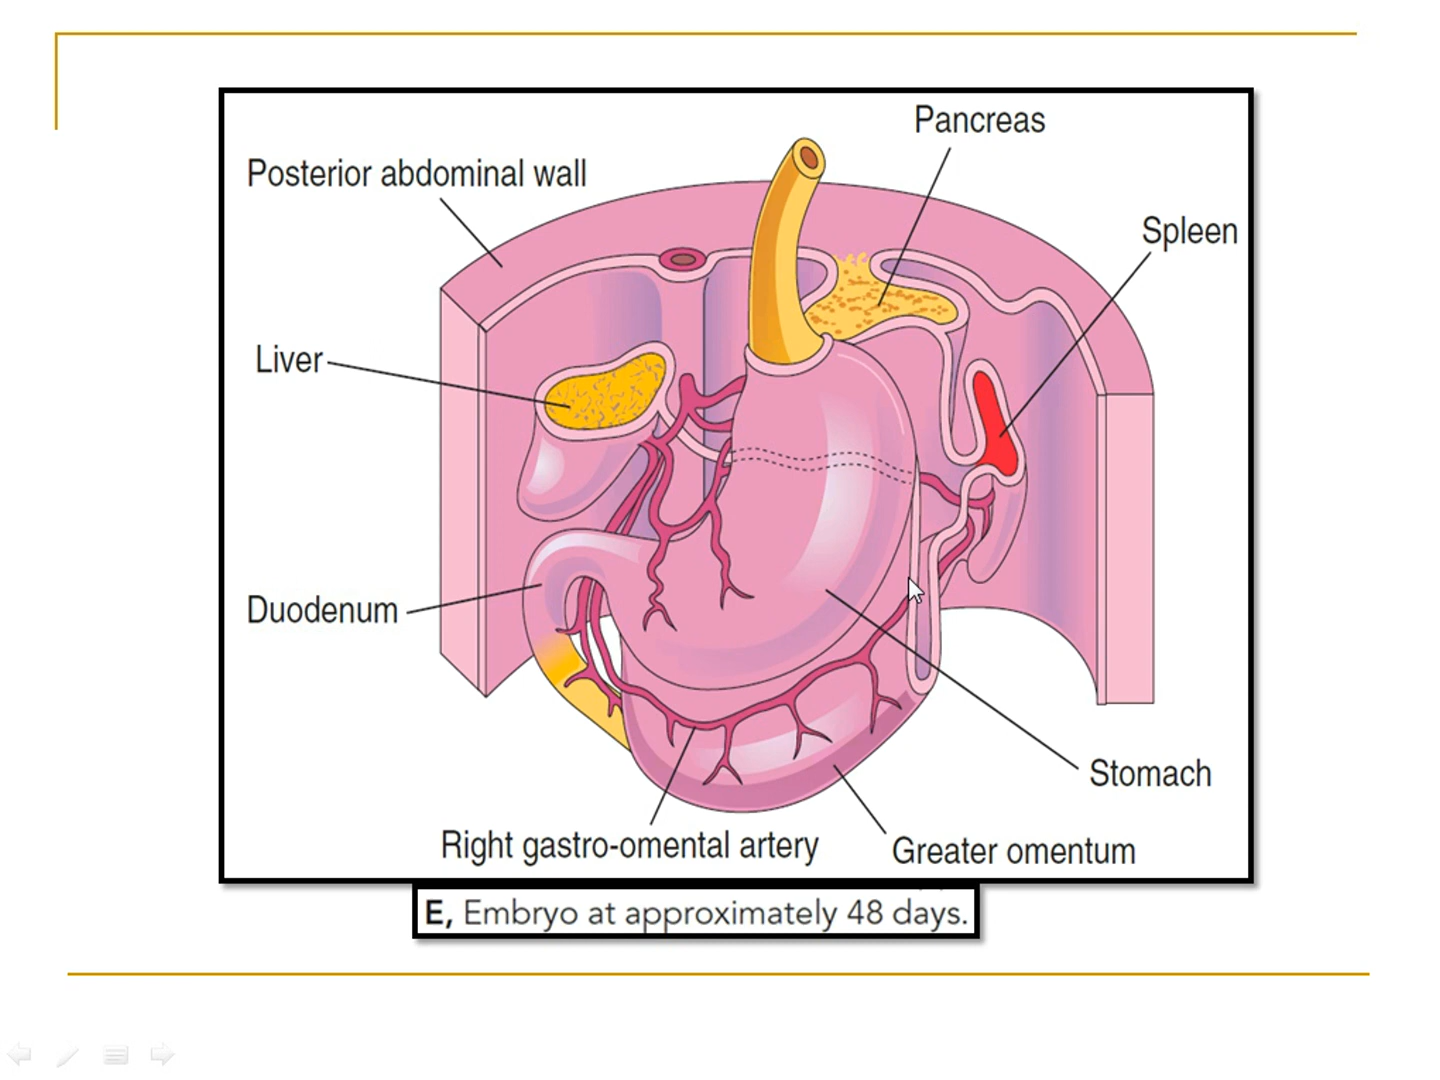 Pancreas
Posterior abdominal wall
Spleen
Liver
Duodenum
Stomach
Right gastro-omental artery
Greater omentum
E, Embryo at approximately 48 days.